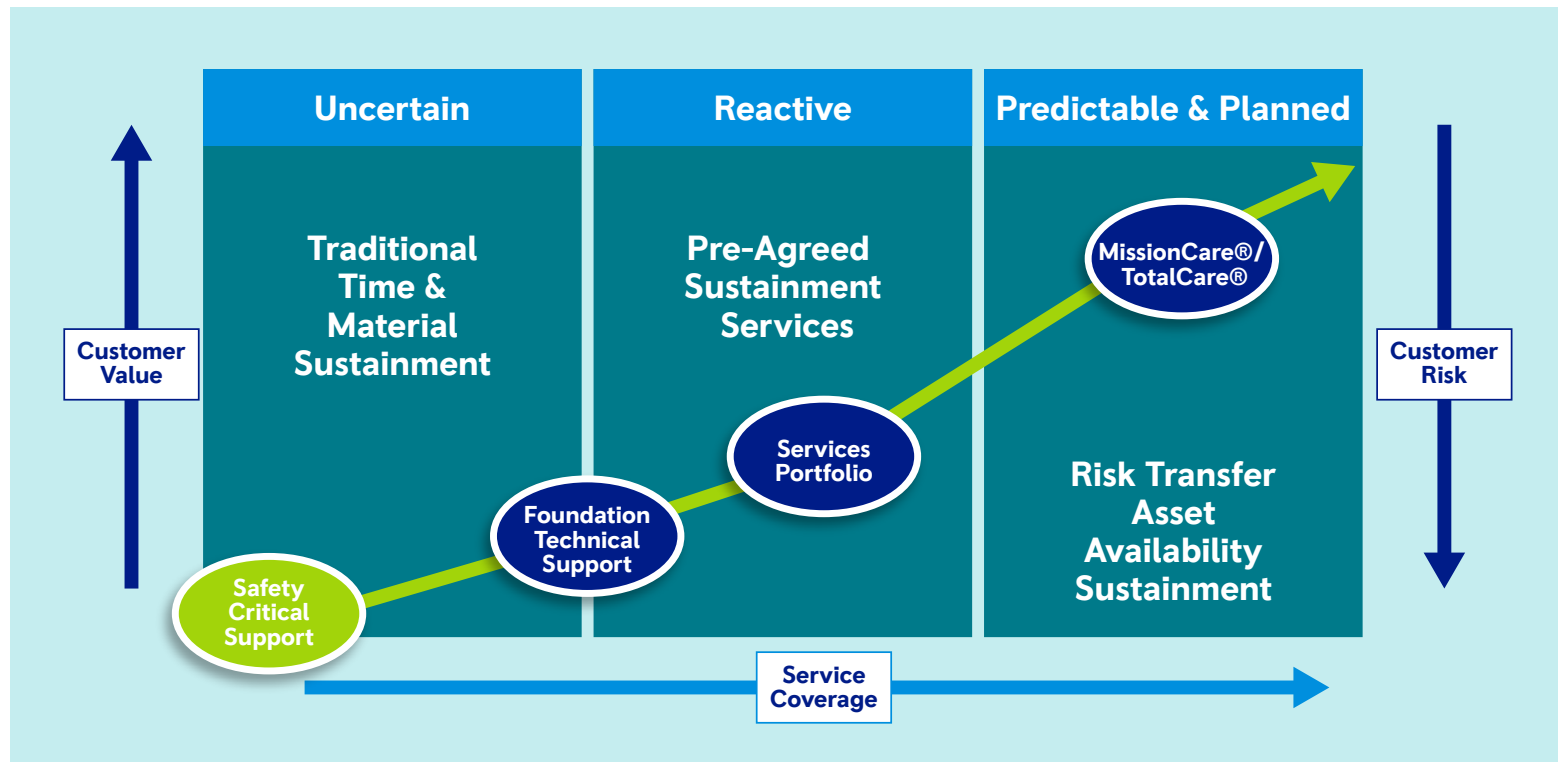 Uncertain
Reactive
Predictable & Planned
Traditional
Time &
Material
Sustainment
Pre-Agreed
Sustainment
Services
MissionCare®/
TotalCare®
Customer
Value
Customer
Risk
Services
Portfolio
Risk Transfer
Asset
Availability
Sustainment
Foundation
Technical
Support
Safety
Critical
Support
Service
Coverage